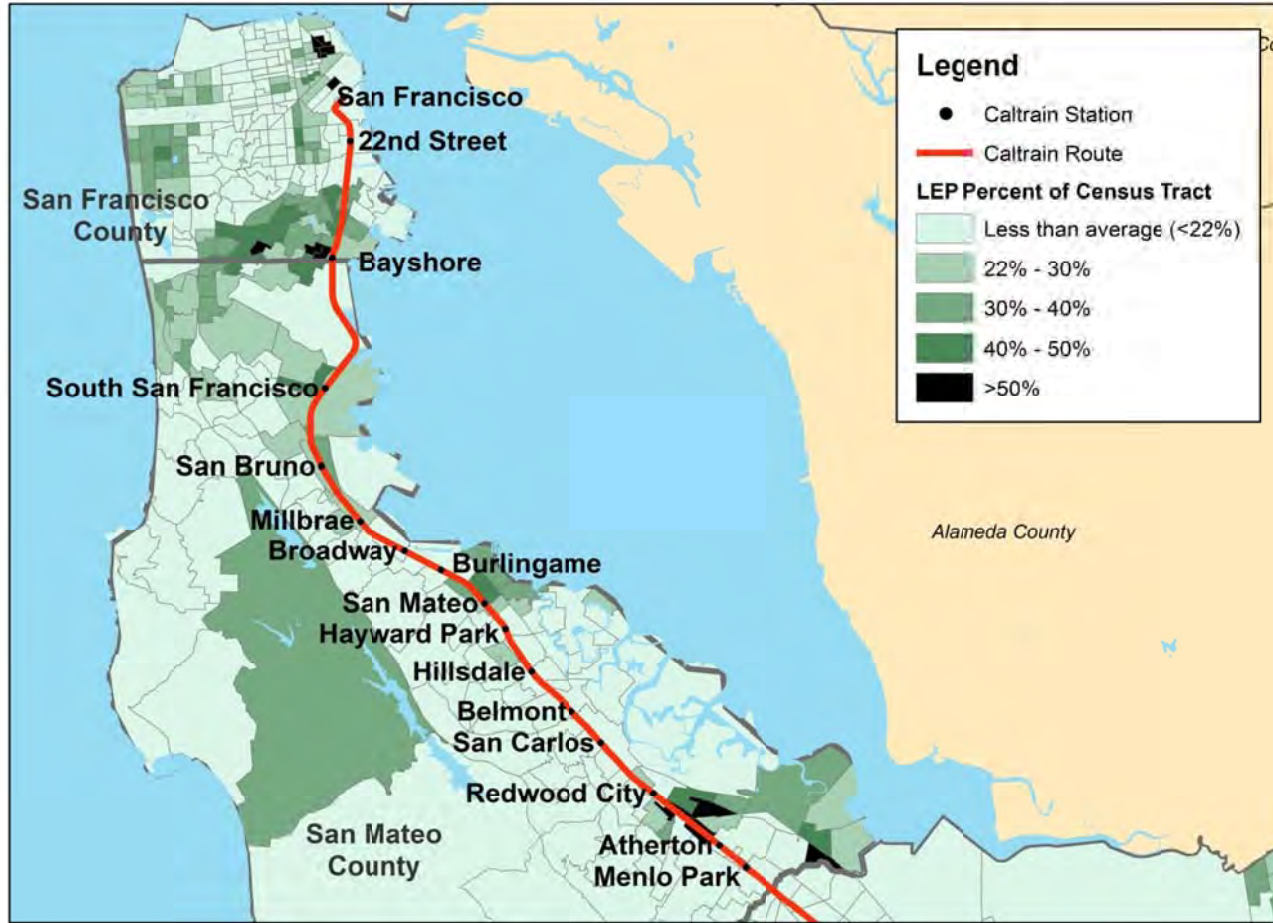 San Francisco
22nd Street
San Francisco
County
Bayshore
South San Francisco
San Bruno
Millbrae
Broadway
Burlingame
San Mateo
Hayward Park
Hillsdale
Belmont
San Carlos
Redwood City
Atherton
Menlo Park
San Mateo
County
Alameda County
Legend
Caltrain Station
Caltrain Route
LEP Percent of Census Tract
Less than average (<22%)
22% - 30%
30% - 40%
40% - 50%
>50%